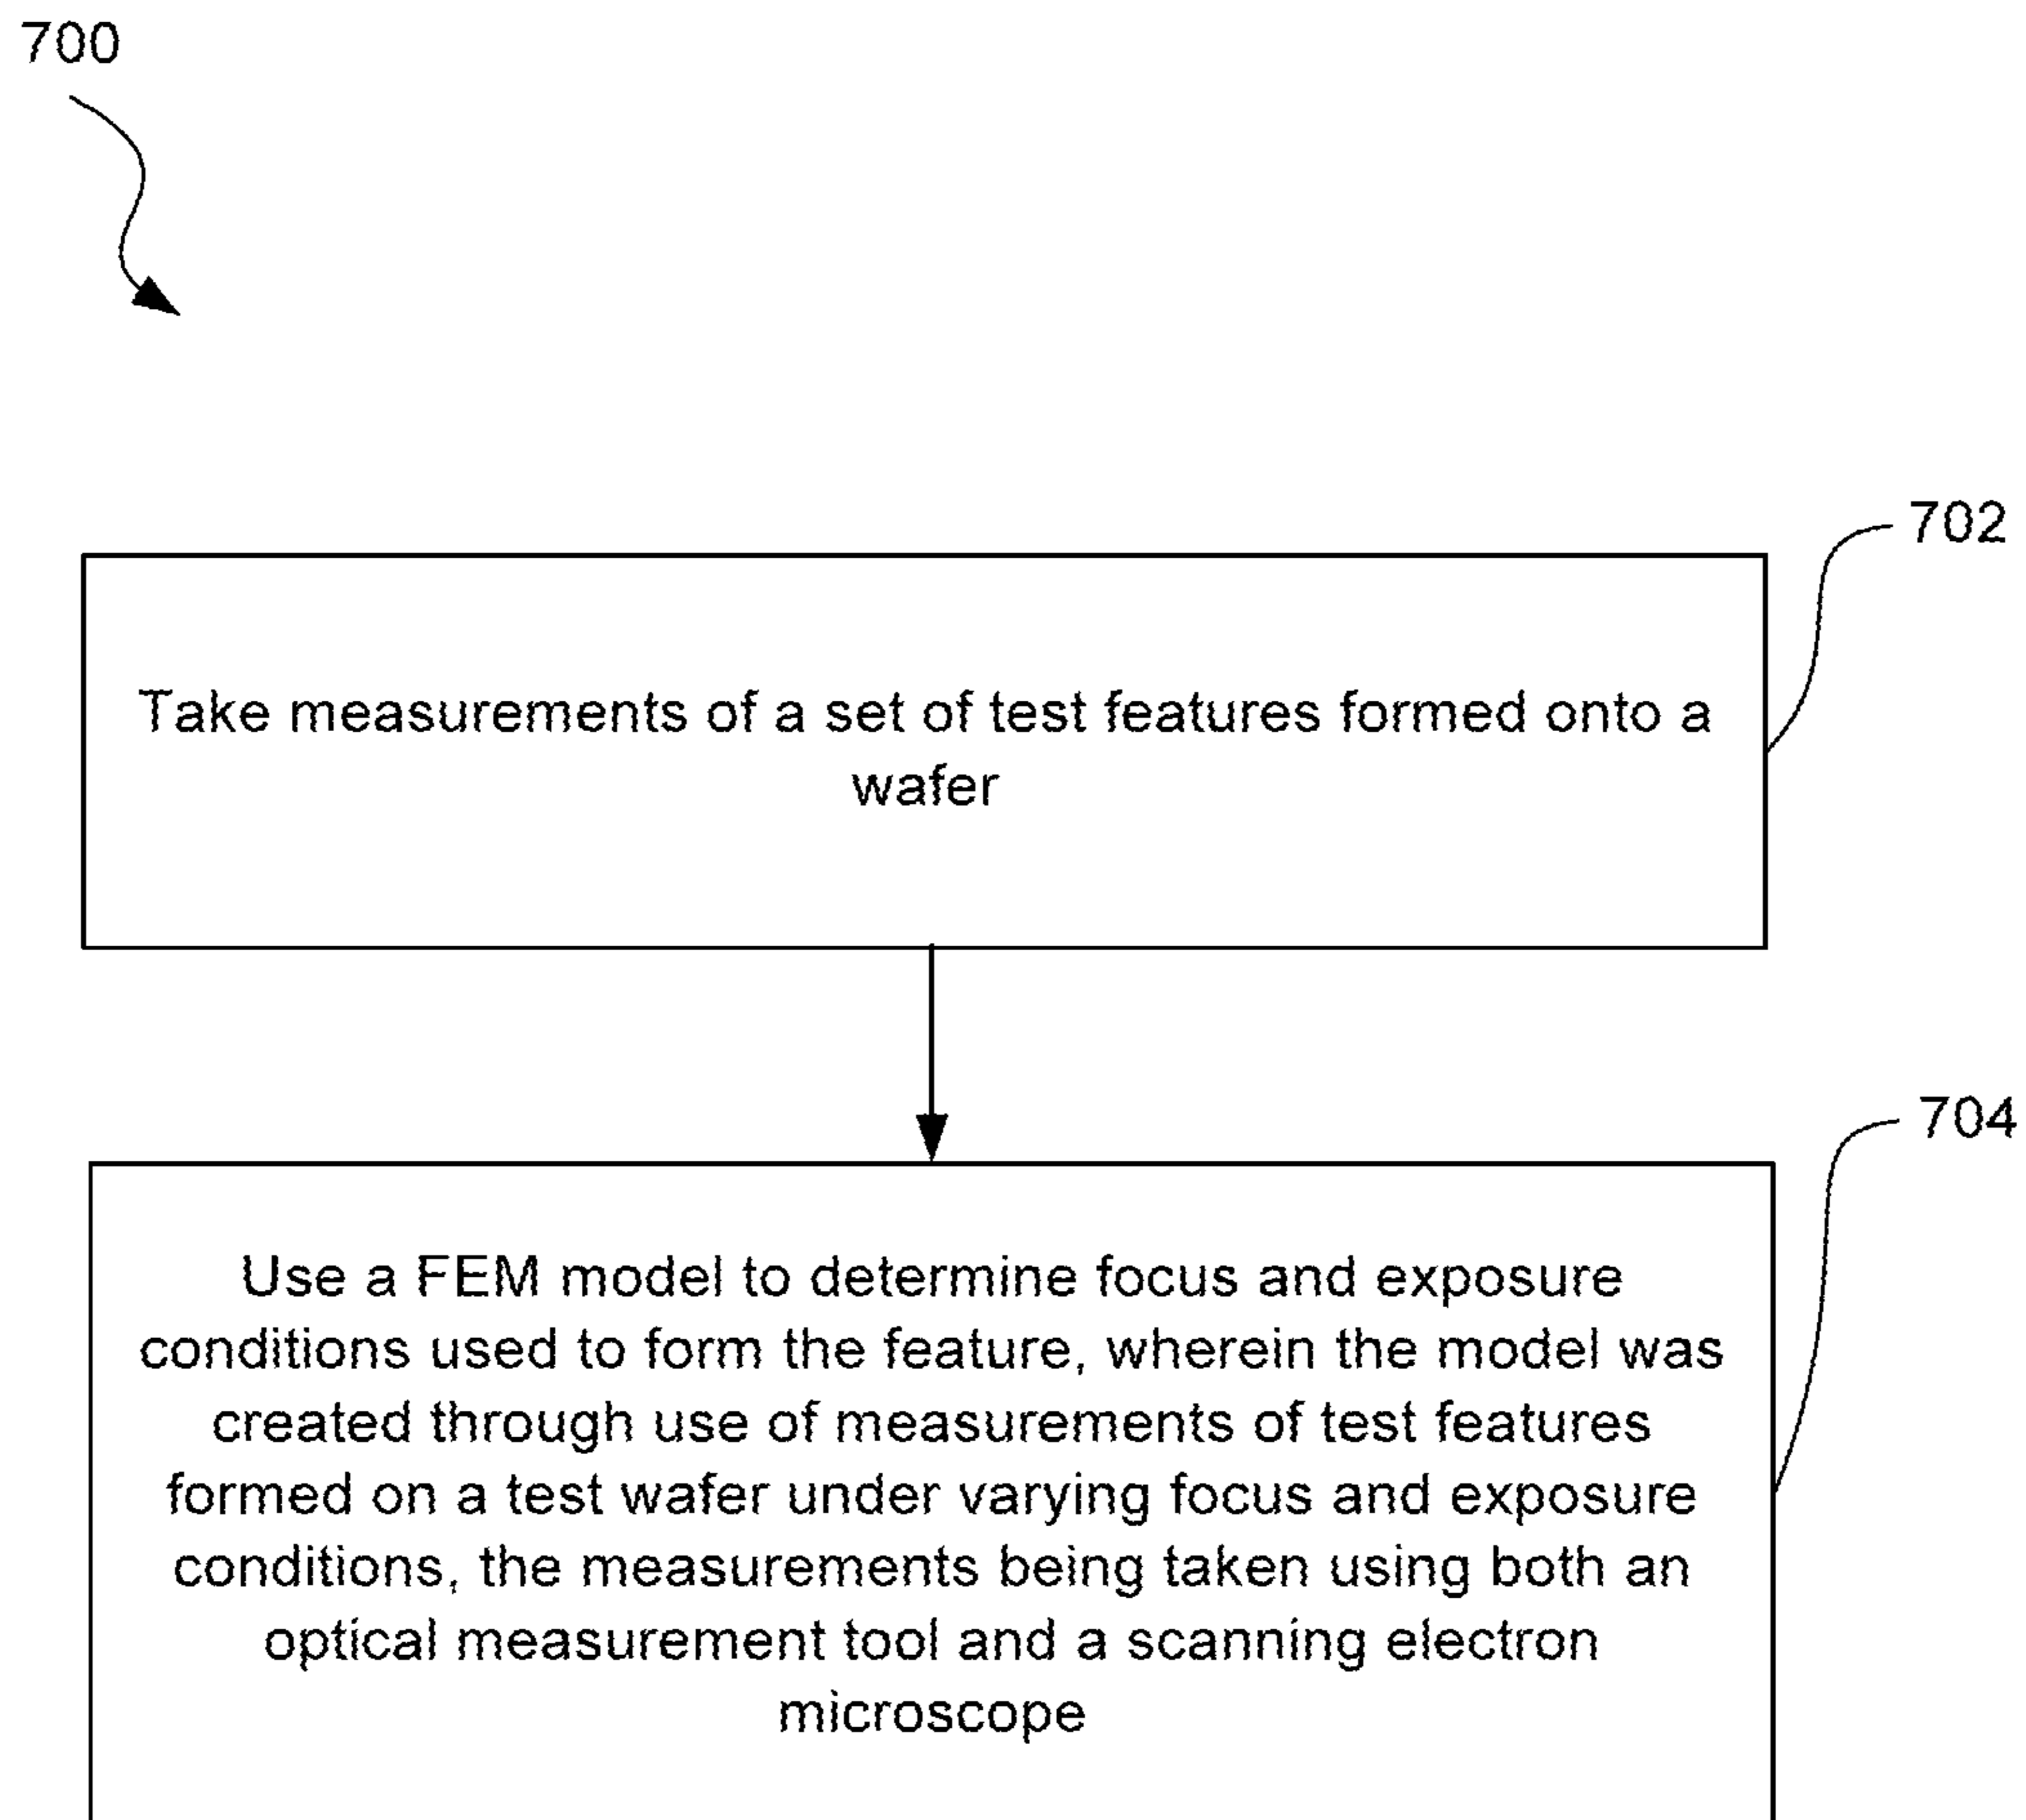 700
702
Take measurements of a set of test features formed onto a
wafer
704
Use a FEM model to determine focus and exposure
conditions used to form the feature, wherein the model was
created through use of measurements of test features
formed on a test wafer under varying focus and exposure
conditions, the measurements being taken using both an
optical measurement tool and a scanning electron
microscope